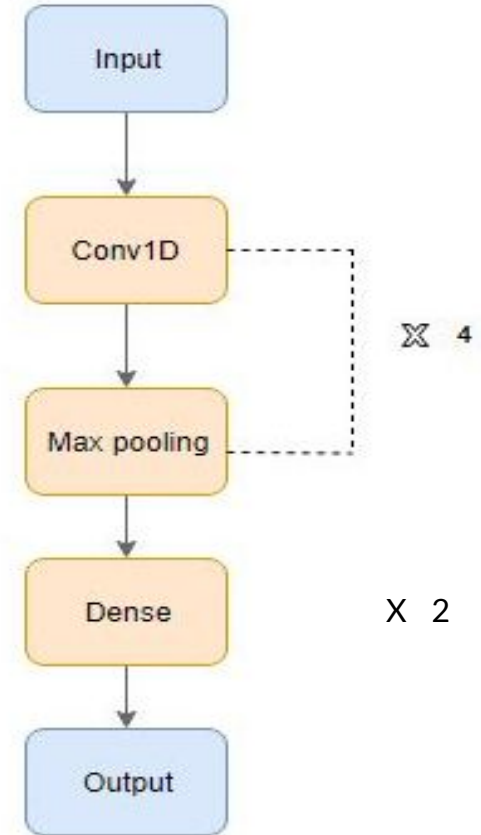 Input
Conv1D
X 4
Max pooling
Dense
X 2
Output